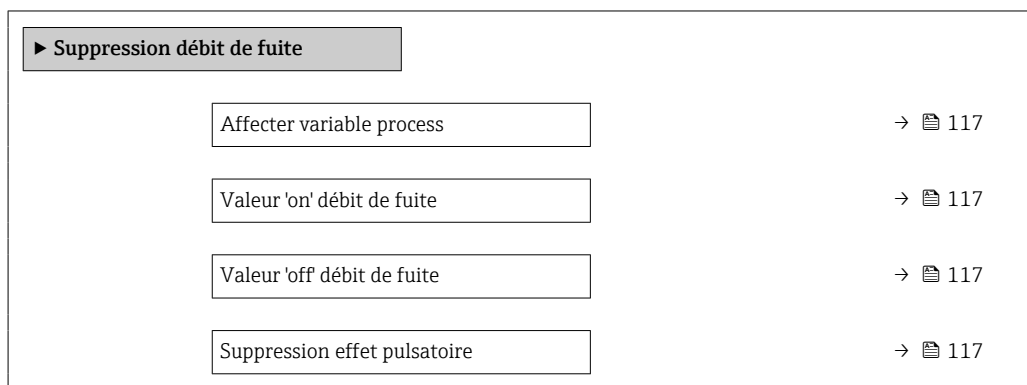 ▶ Suppression débit de fuite
Affecter variable process → 117
Valeur 'on' débit de fuite → 117
Valeur 'off' débit de fuite → 117
Suppression effet pulsatoire → 117